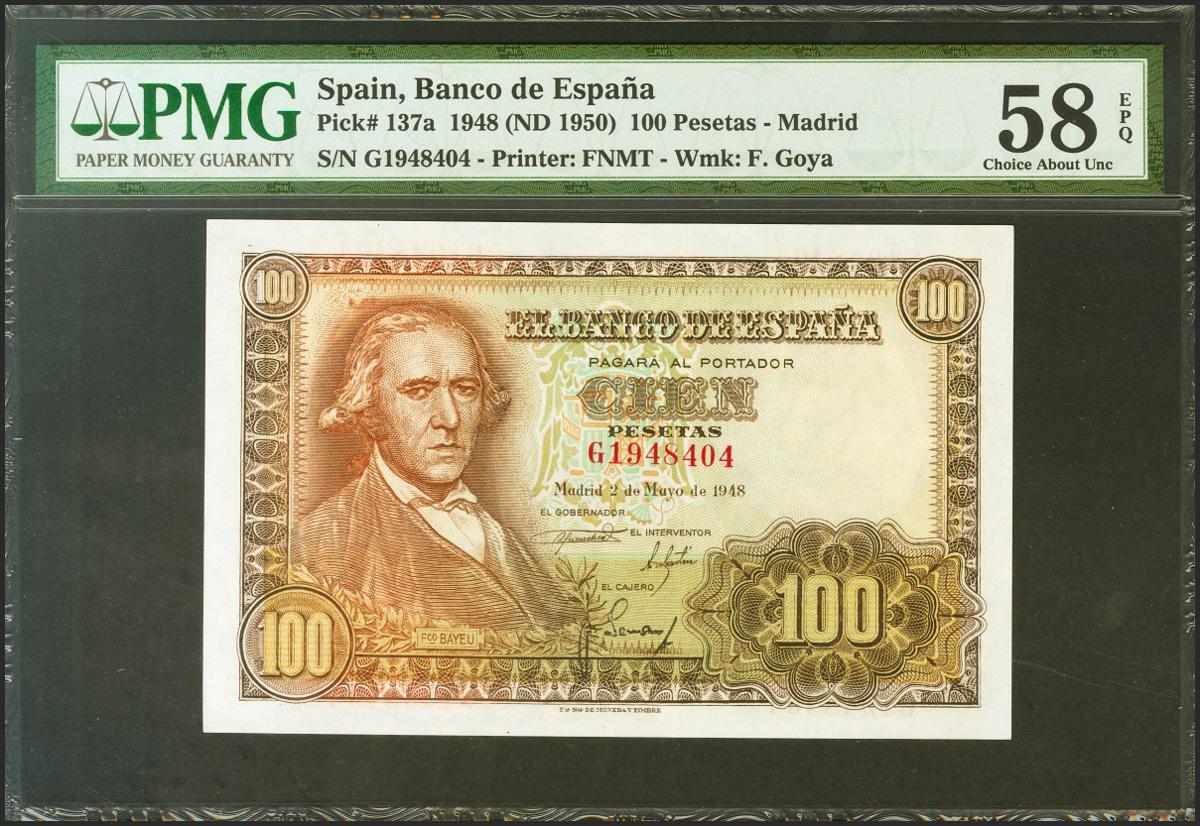 PMG
PAPER MONEY GUARANTY
Spain, Banco de España
Pick# 137a 1948 (ND 1950) 100 Pesetas - Madrid
S/N G1948404 - Printer: FNMT - Wmk: F. Goya
58
EPQ
Choice About Unc
100
100
EL BANCO DE ESPAÑA
PAGARÁ AL PORTADOR
CIEN
PESETAS
G1948404
Madrid 2 de Mayo de 1948
EL GOBERNADOR
EL INTERVENTOR
EL CAJERO
100
100
FCO BAYEU